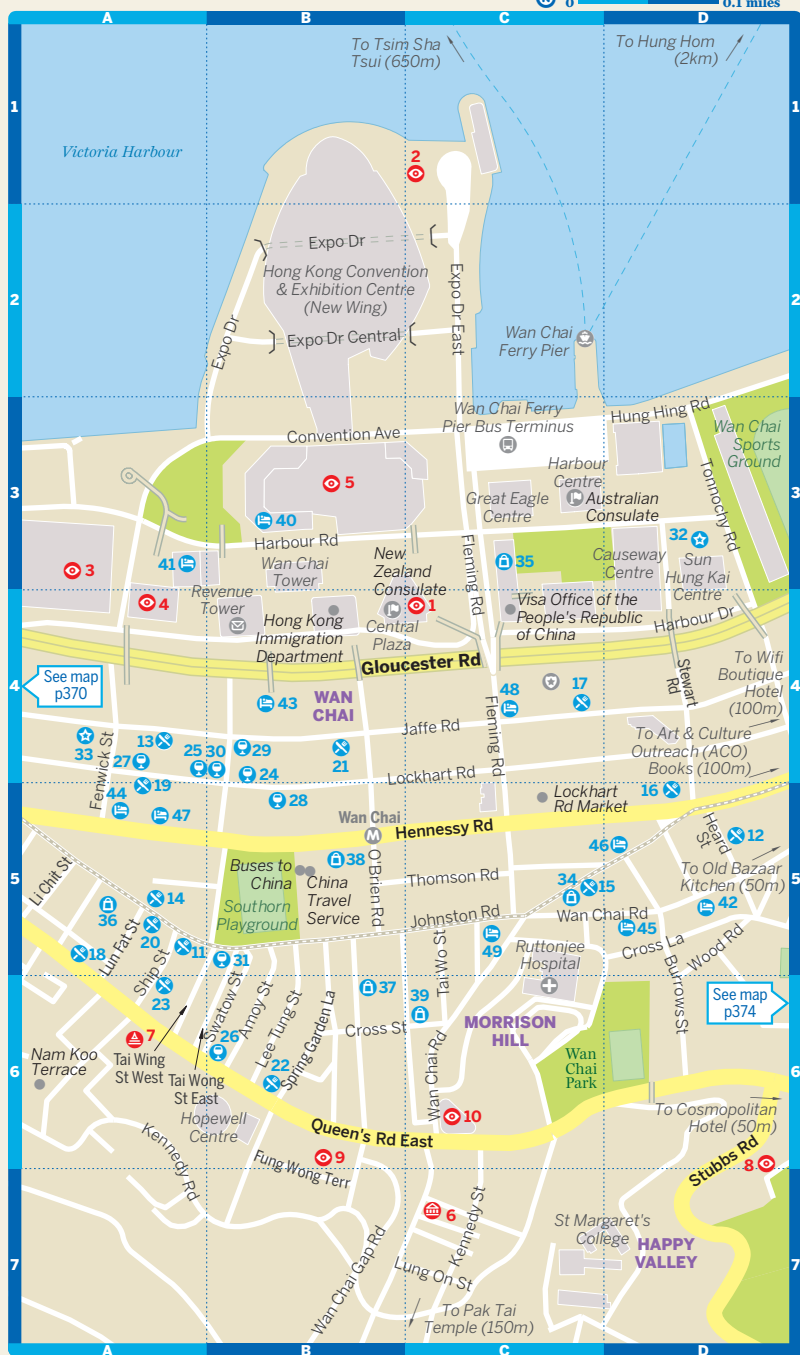 0
0.1 miles
A
B
C
D
To Tsim Sha
Tsui (650m)
To Hung Hom
(2km)
1
1
Victoria Harbour
2
Expo Dr
Hong Kong Convention
& Exhibition Centre
(New Wing)
2
2
Expo Dr East
Expo Dr
Expo Dr Central
Wan Chai
Ferry Pier
Wan Chai Ferry
Pier Bus Terminus
Hung Hing Rd
Wan Chai
Sports
Ground
Convention Ave
Harbour
Centre
Tonnochy Rd
3
3
5
Great Eagle
Centre
Australian
Consulate
40
32
Harbour Rd
Wan Chai
Tower
New
Zealand
Consulate
Fleming Rd
35
Causeway
Centre
Sun
Hung Kai
Centre
3
41
4
Revenue
Tower
1
Visa Office of the
People's Republic
of China
Hong Kong
Immigration
Department
Central
Plaza
Harbour Dr
Gloucester Rd
Stewart
Rd
To Wifi
Boutique
Hotel
(100m)
See map
p370
4
4
43
WAN
CHAI
48
17
Fleming Rd
Jaffe Rd
33
13
27
25
30
29
24
21
To Art & Culture
Outreach (ACO)
Books (100m)
Fenwick St
Lockhart Rd
19
44
47
28
Lockhart
Rd Market
16
Wan Chai
M
Hennessy Rd
Heard
St
12
46
38
Buses to
China
China
Travel
Service
O'Brien Rd
Thomson Rd
To Old Bazaar
Kitchen (50m)
5
5
Li Chit St
14
36
Southorn
Playground
34
15
42
Johnston Rd
Wan Chai Rd
45
20
11
18
Lun Fat St
Ship St
31
49
Tai Wo St
Ruttonjee
Hospital
Cross La
Wood Rd
Burrows St
23
37
39
See map
p374
Swatow St
Amoy St
Lee Tung St
Spring Garden La
Cross St
MORRISON
HILL
7
Tai Wing
St West
26
Nam Koo
Terrace
Tai Wong
St East
22
Wan Chai Rd
Wan
Chai
Park
6
6
Hopewell
Centre
10
To Cosmopolitan
Hotel (50m)
Queen's Rd East
Kennedy Rd
Fung Wong Terr
9
Stubbs Rd
8
6
Kennedy St
St Margaret's
College
HAPPY
VALLEY
7
7
Wan Chai Gap Rd
Lung On St
To Pak Tai
Temple (150m)
A
B
C
D